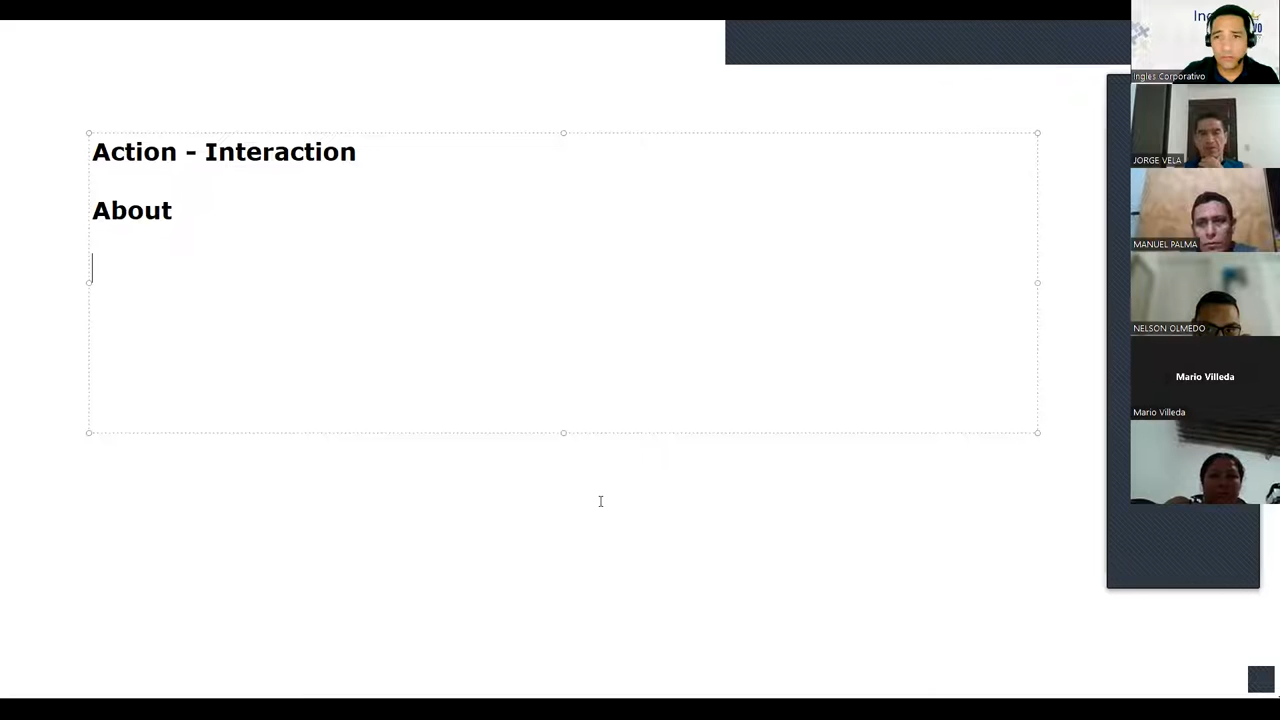 Action - Interaction
About
Ingles Corporativo
JORGE VELA
MANUEL PALMA
NELSON OLMEDO
Mario Villeda
Mario Villeda